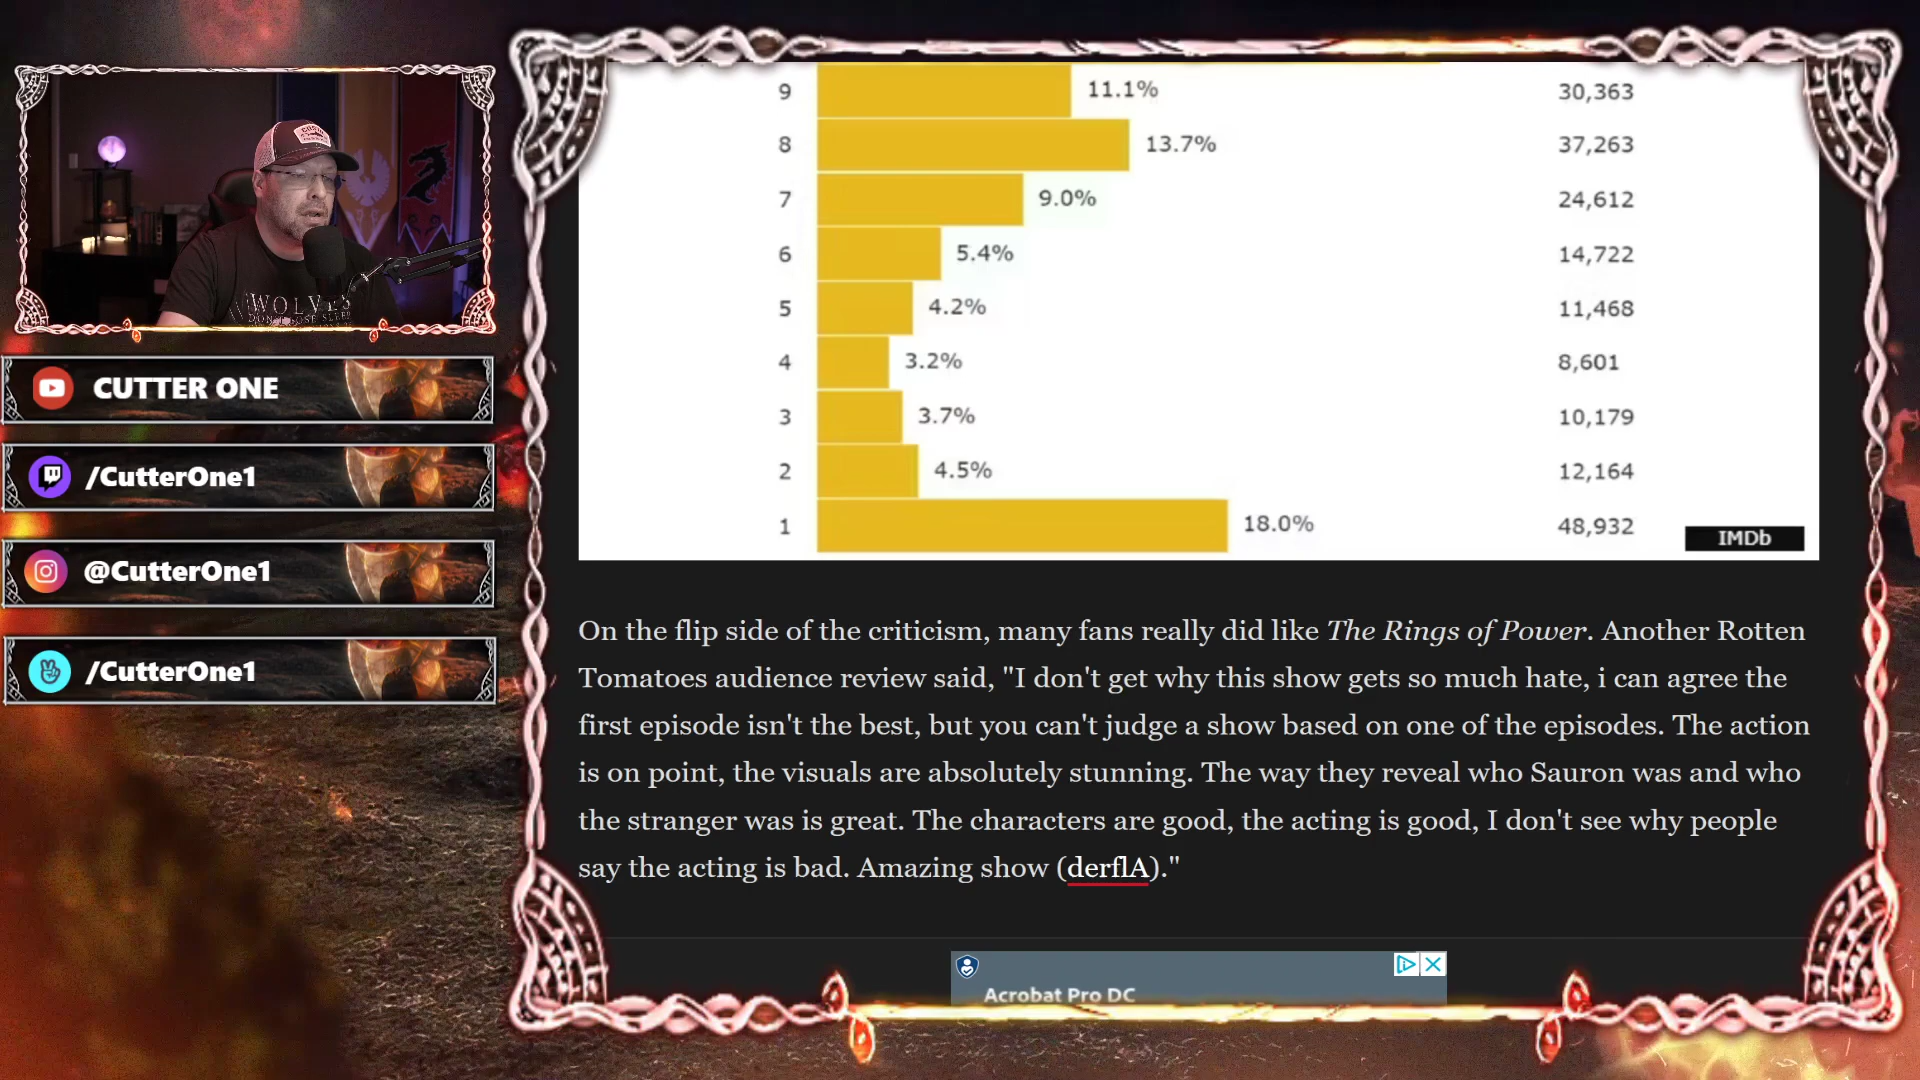 9 11.1% 30,363
8 13.7% 37,263
7 9.0% 24,612
6 5.4% 14,722
5 4.2% 11,468
4 3.2% 8,601
3 3.7% 10,179
2 4.5% 12,164
1 18.0% 48,932
IMDb
WOLVES
CUTTER ONE
/CutterOne1
@CutterOne1
/CutterOne1
On the flip side of the criticism, many fans really did like The Rings of Power. Another Rotten
Tomatoes audience review said, "I don't get why this show gets so much hate, i can agree the
first episode isn't the best, but you can't judge a show based on one of the episodes. The action
is on point, the visuals are absolutely stunning. The way they reveal who Sauron was and who
the stranger was is great. The characters are good, the acting is good, I don't see why people
say the acting is bad. Amazing show (derflA)."
Acrobat Pro DC